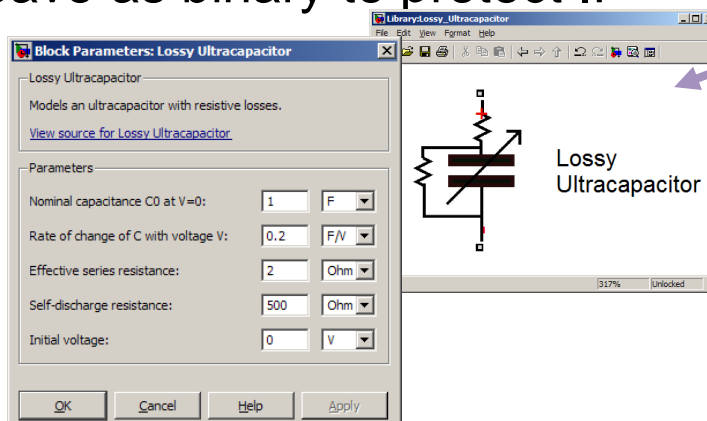 save as binary to protect
Library:Lossy_Ultracapacitor
File Edit View Format Help
Block Parameters: Lossy Ultracapacitor
Lossy Ultracapacitor
Models an ultracapacitor with resistive losses.
View source for Lossy Ultracapacitor
Parameters
Nominal capacitance C0 at V=0: 1 F
Rate of change of C with voltage V: 0.2 F/V
Effective series resistance: 2 Ohm
Self-discharge resistance: 500 Ohm
Initial voltage: 0 V
OK Cancel Help Apply
Lossy
Ultracapacitor
317% Unlocked